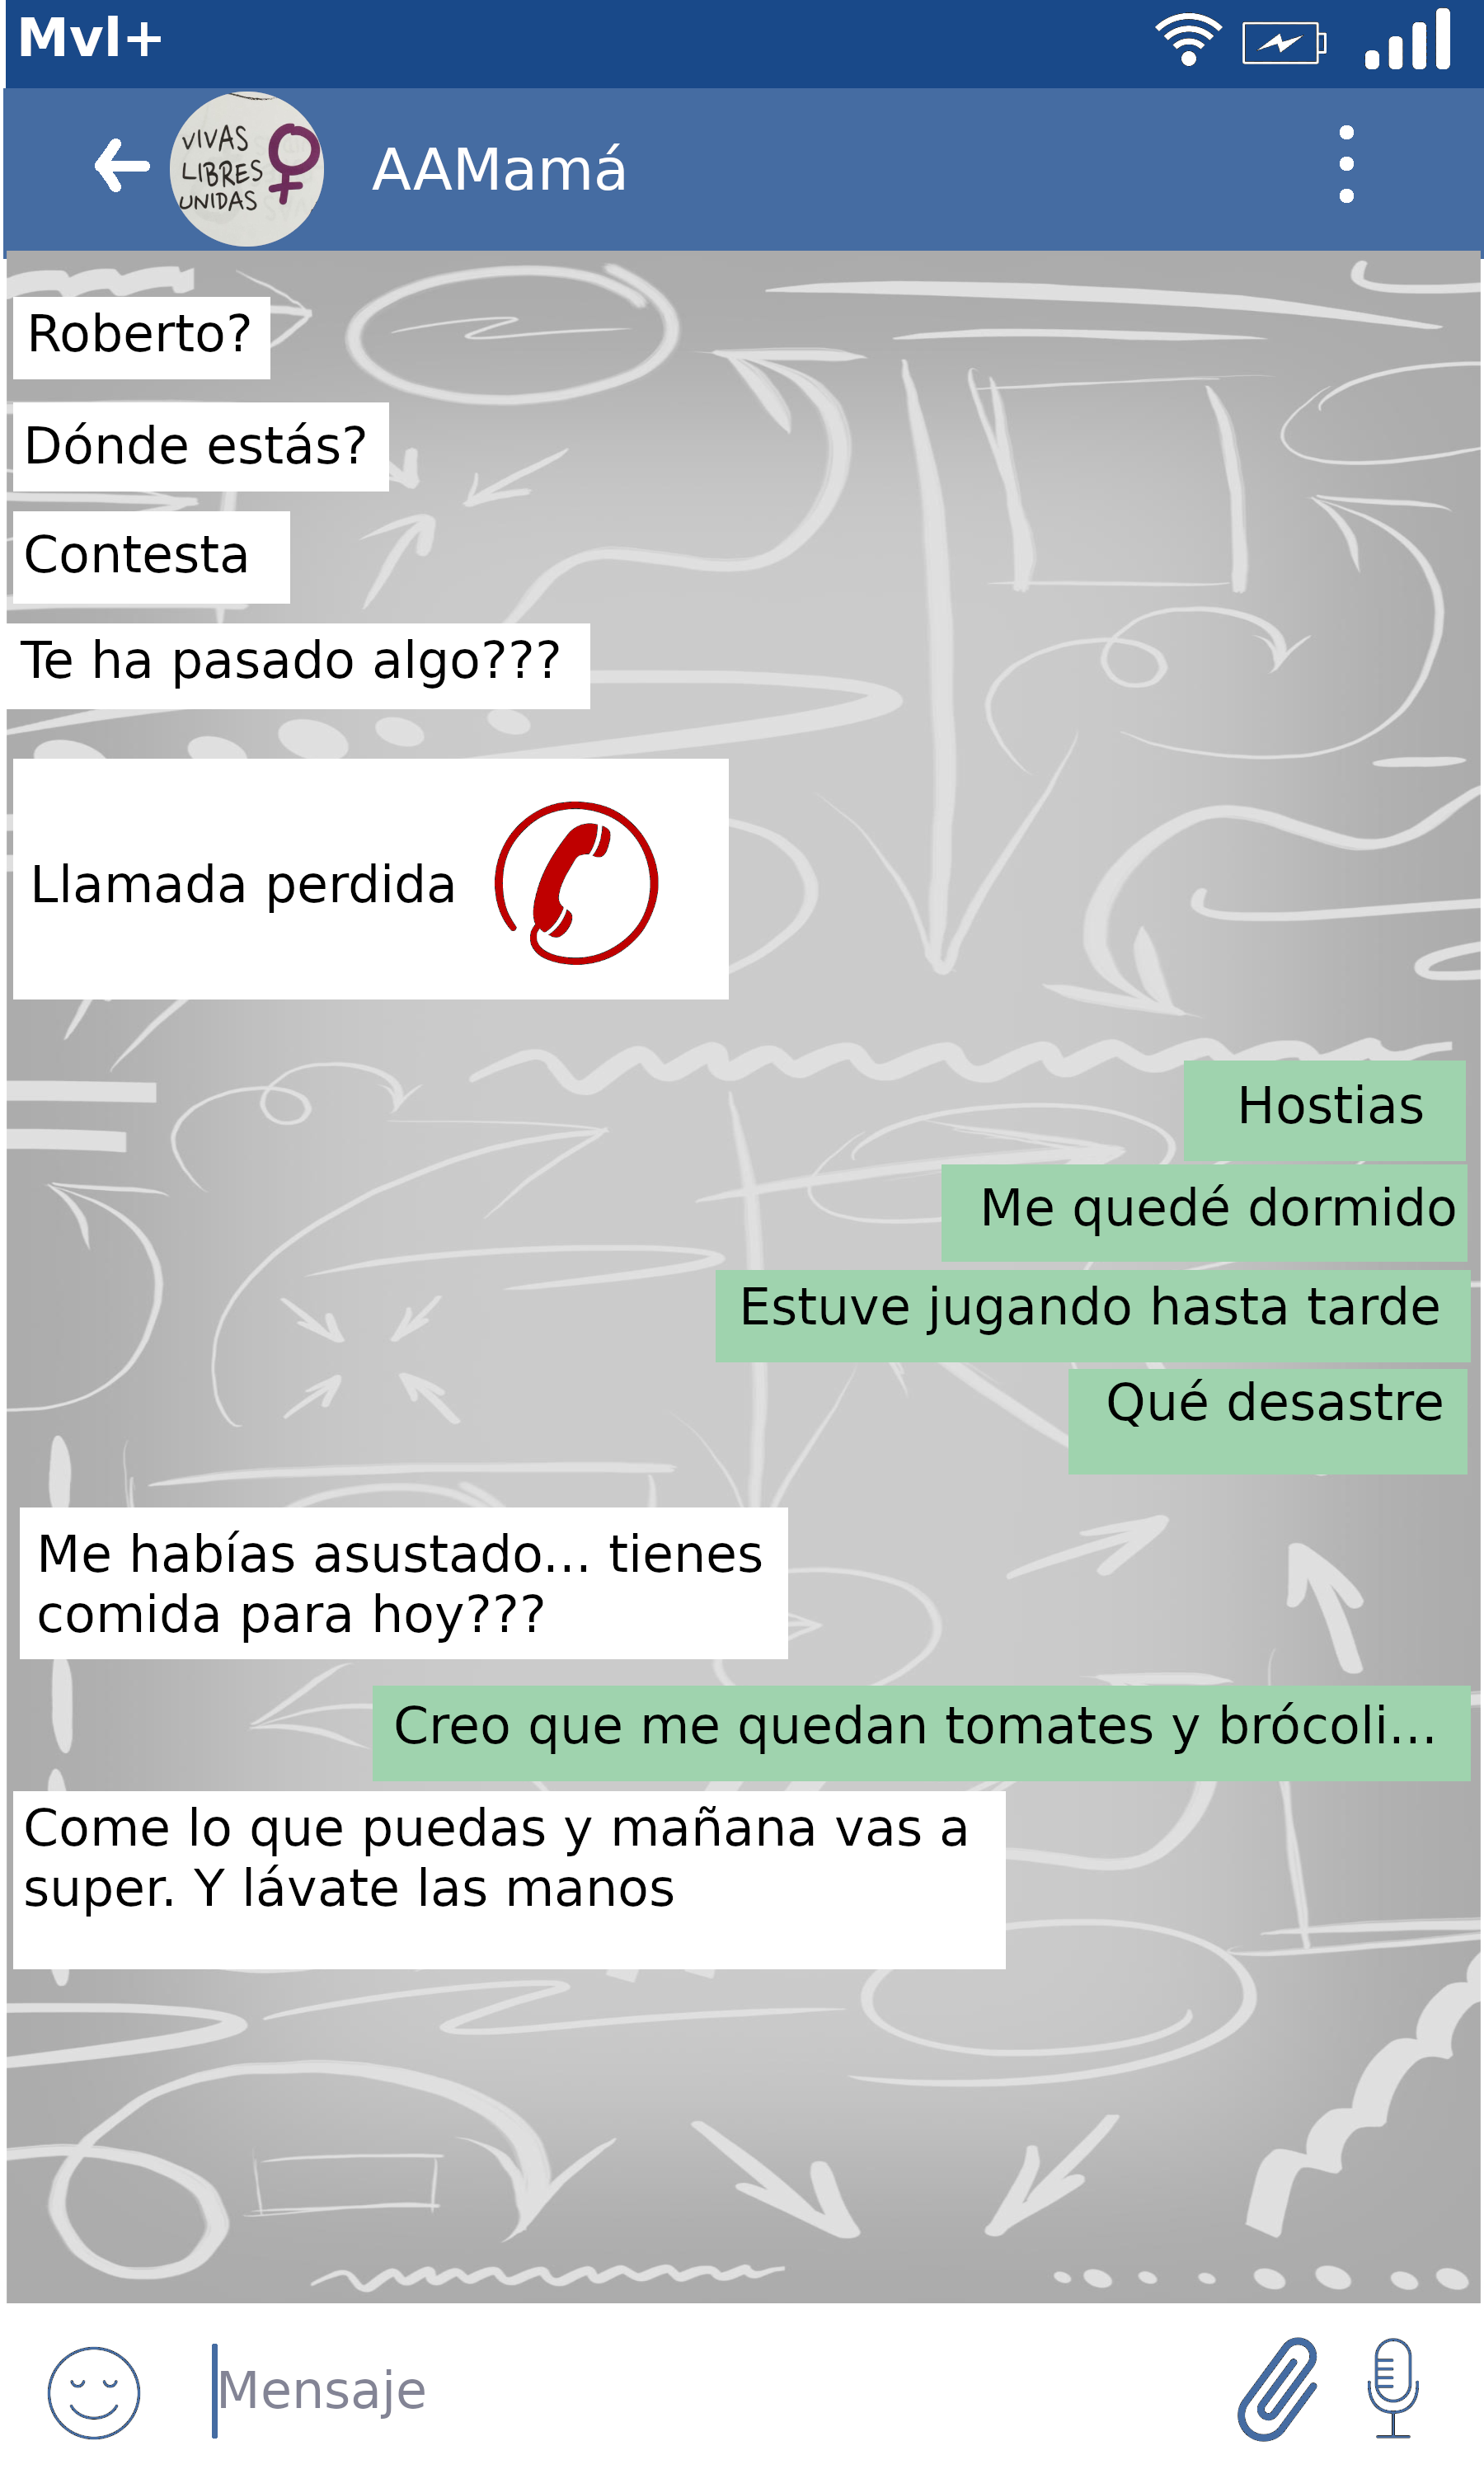 Mvl+
VIVAS
LIBRES
UNIDAS
AAMamá
Roberto?
Dónde estás?
Contesta
Te ha pasado algo???
Llamada perdida
Hostias
Me quedé dormido
Estuve jugando hasta tarde
Qué desastre
Me habías asustado... tienes
comida para hoy???
Creo que me quedan tomates y brócoli...
Come lo que puedas y mañana vas a
super. Y lávate las manos
Mensaje